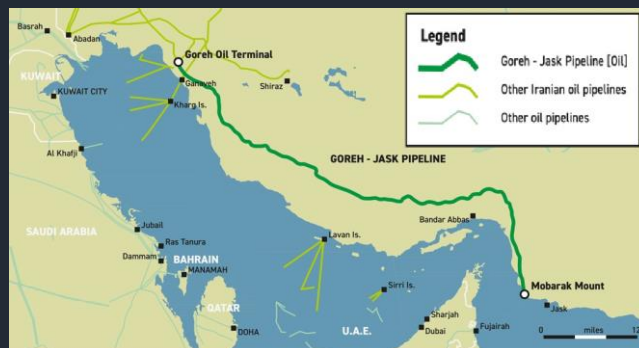 Legend
Goreh - Jask Pipeline [Oil]
Other Iranian oil pipelines
Other oil pipelines
Basrah
Abadan
Goreh Oil Terminal
KUWAIT
KUWAIT CITY
Ganaveh
Kharg Is.
Shiraz
Al Khafji
GOREH - JASK PIPELINE
SAUDI ARABIA
Jubail
Ras Tanura
Dammam
BAHRAIN
MANAMAH
QATAR
DOHA
Lavan Is.
Bandar Abbas
Sirri Is.
Mobarak Mount
Jask
U.A.E.
Sharjah
Dubai
Fujairah
0 miles 12